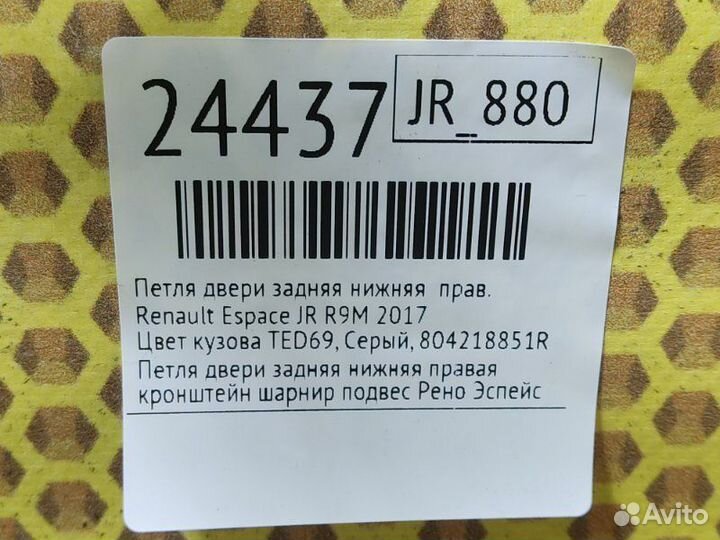 24437
JR_880
Петля двери задняя нижняя прав.
Renault Espace JR R9M 2017
Цвет кузова TED69, Серый, 804218851R
Петля двери задняя нижняя правая
кронштейн шарнир подвес Рено Эспейс
Avito